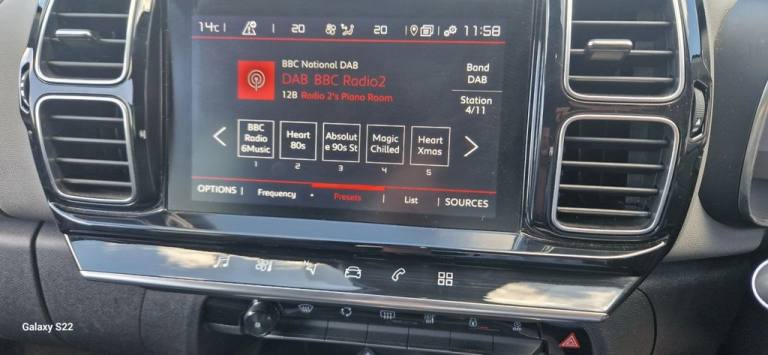 14°C
20
20
11:58
BBC National DAB
DAB BBC Radio2
12B Radio 2's Piano Room
Band
DAB
Station
4/11
BBC
Radio
6Music
1
Heart
80s
2
Absolut
e 90s St
3
Magic
Chilled
4
Heart
Xmas
5
OPTIONS
Frequency
Presets
List
SOURCES
Galaxy S22